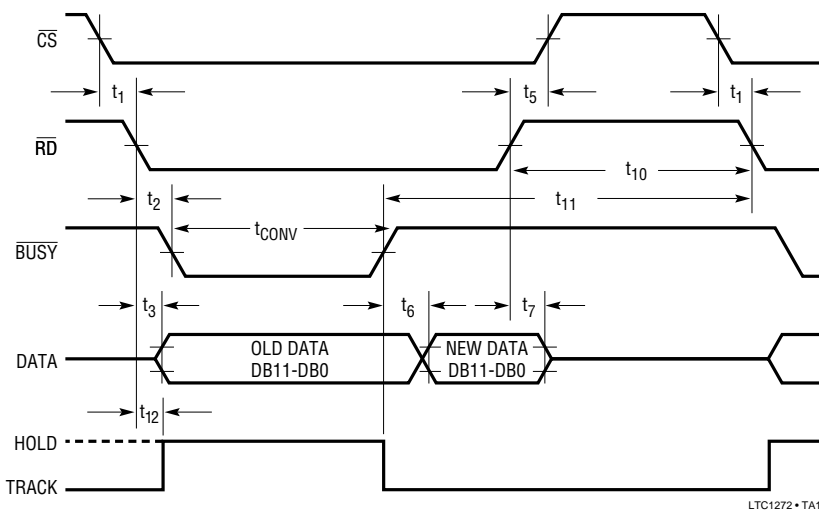 CS
t1
t5
t1
RD
t10
t2
t11
tCONV
BUSY
t3
t6
t7
OLD DATA
DB11-DB0
NEW DATA
DB11-DB0
DATA
t12
HOLD
TRACK
LTC1272 • TA1